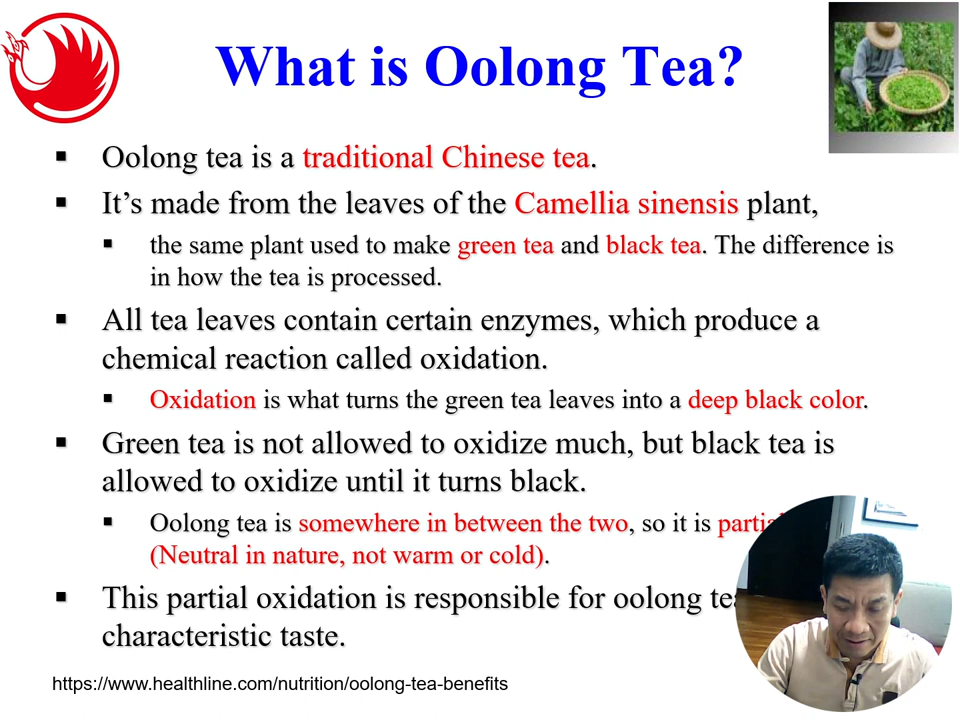 What is Oolong Tea?
Oolong tea is a traditional Chinese tea.
It’s made from the leaves of the Camellia sinensis plant,
the same plant used to make green tea and black tea. The difference is
in how the tea is processed.
All tea leaves contain certain enzymes, which produce a
chemical reaction called oxidation.
Oxidation is what turns the green tea leaves into a deep black color.
Green tea is not allowed to oxidize much, but black tea is
allowed to oxidize until it turns black.
Oolong tea is somewhere in between the two, so it is
(Neutral in nature, not warm or cold).
This partial oxidation is responsible for oolong
characteristic taste.
https://www.healthline.com/nutrition/oolong-tea-benefits